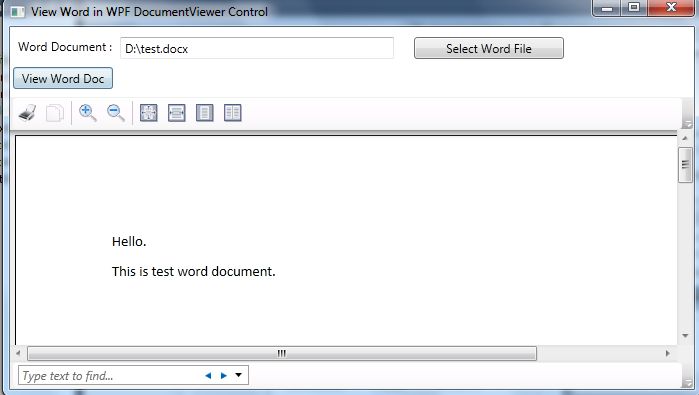 View Word in WPF DocumentViewer Control
Word Document :
D:\test.docx
Select Word File
View Word Doc
Hello.
This is test word document.
Type text to find...